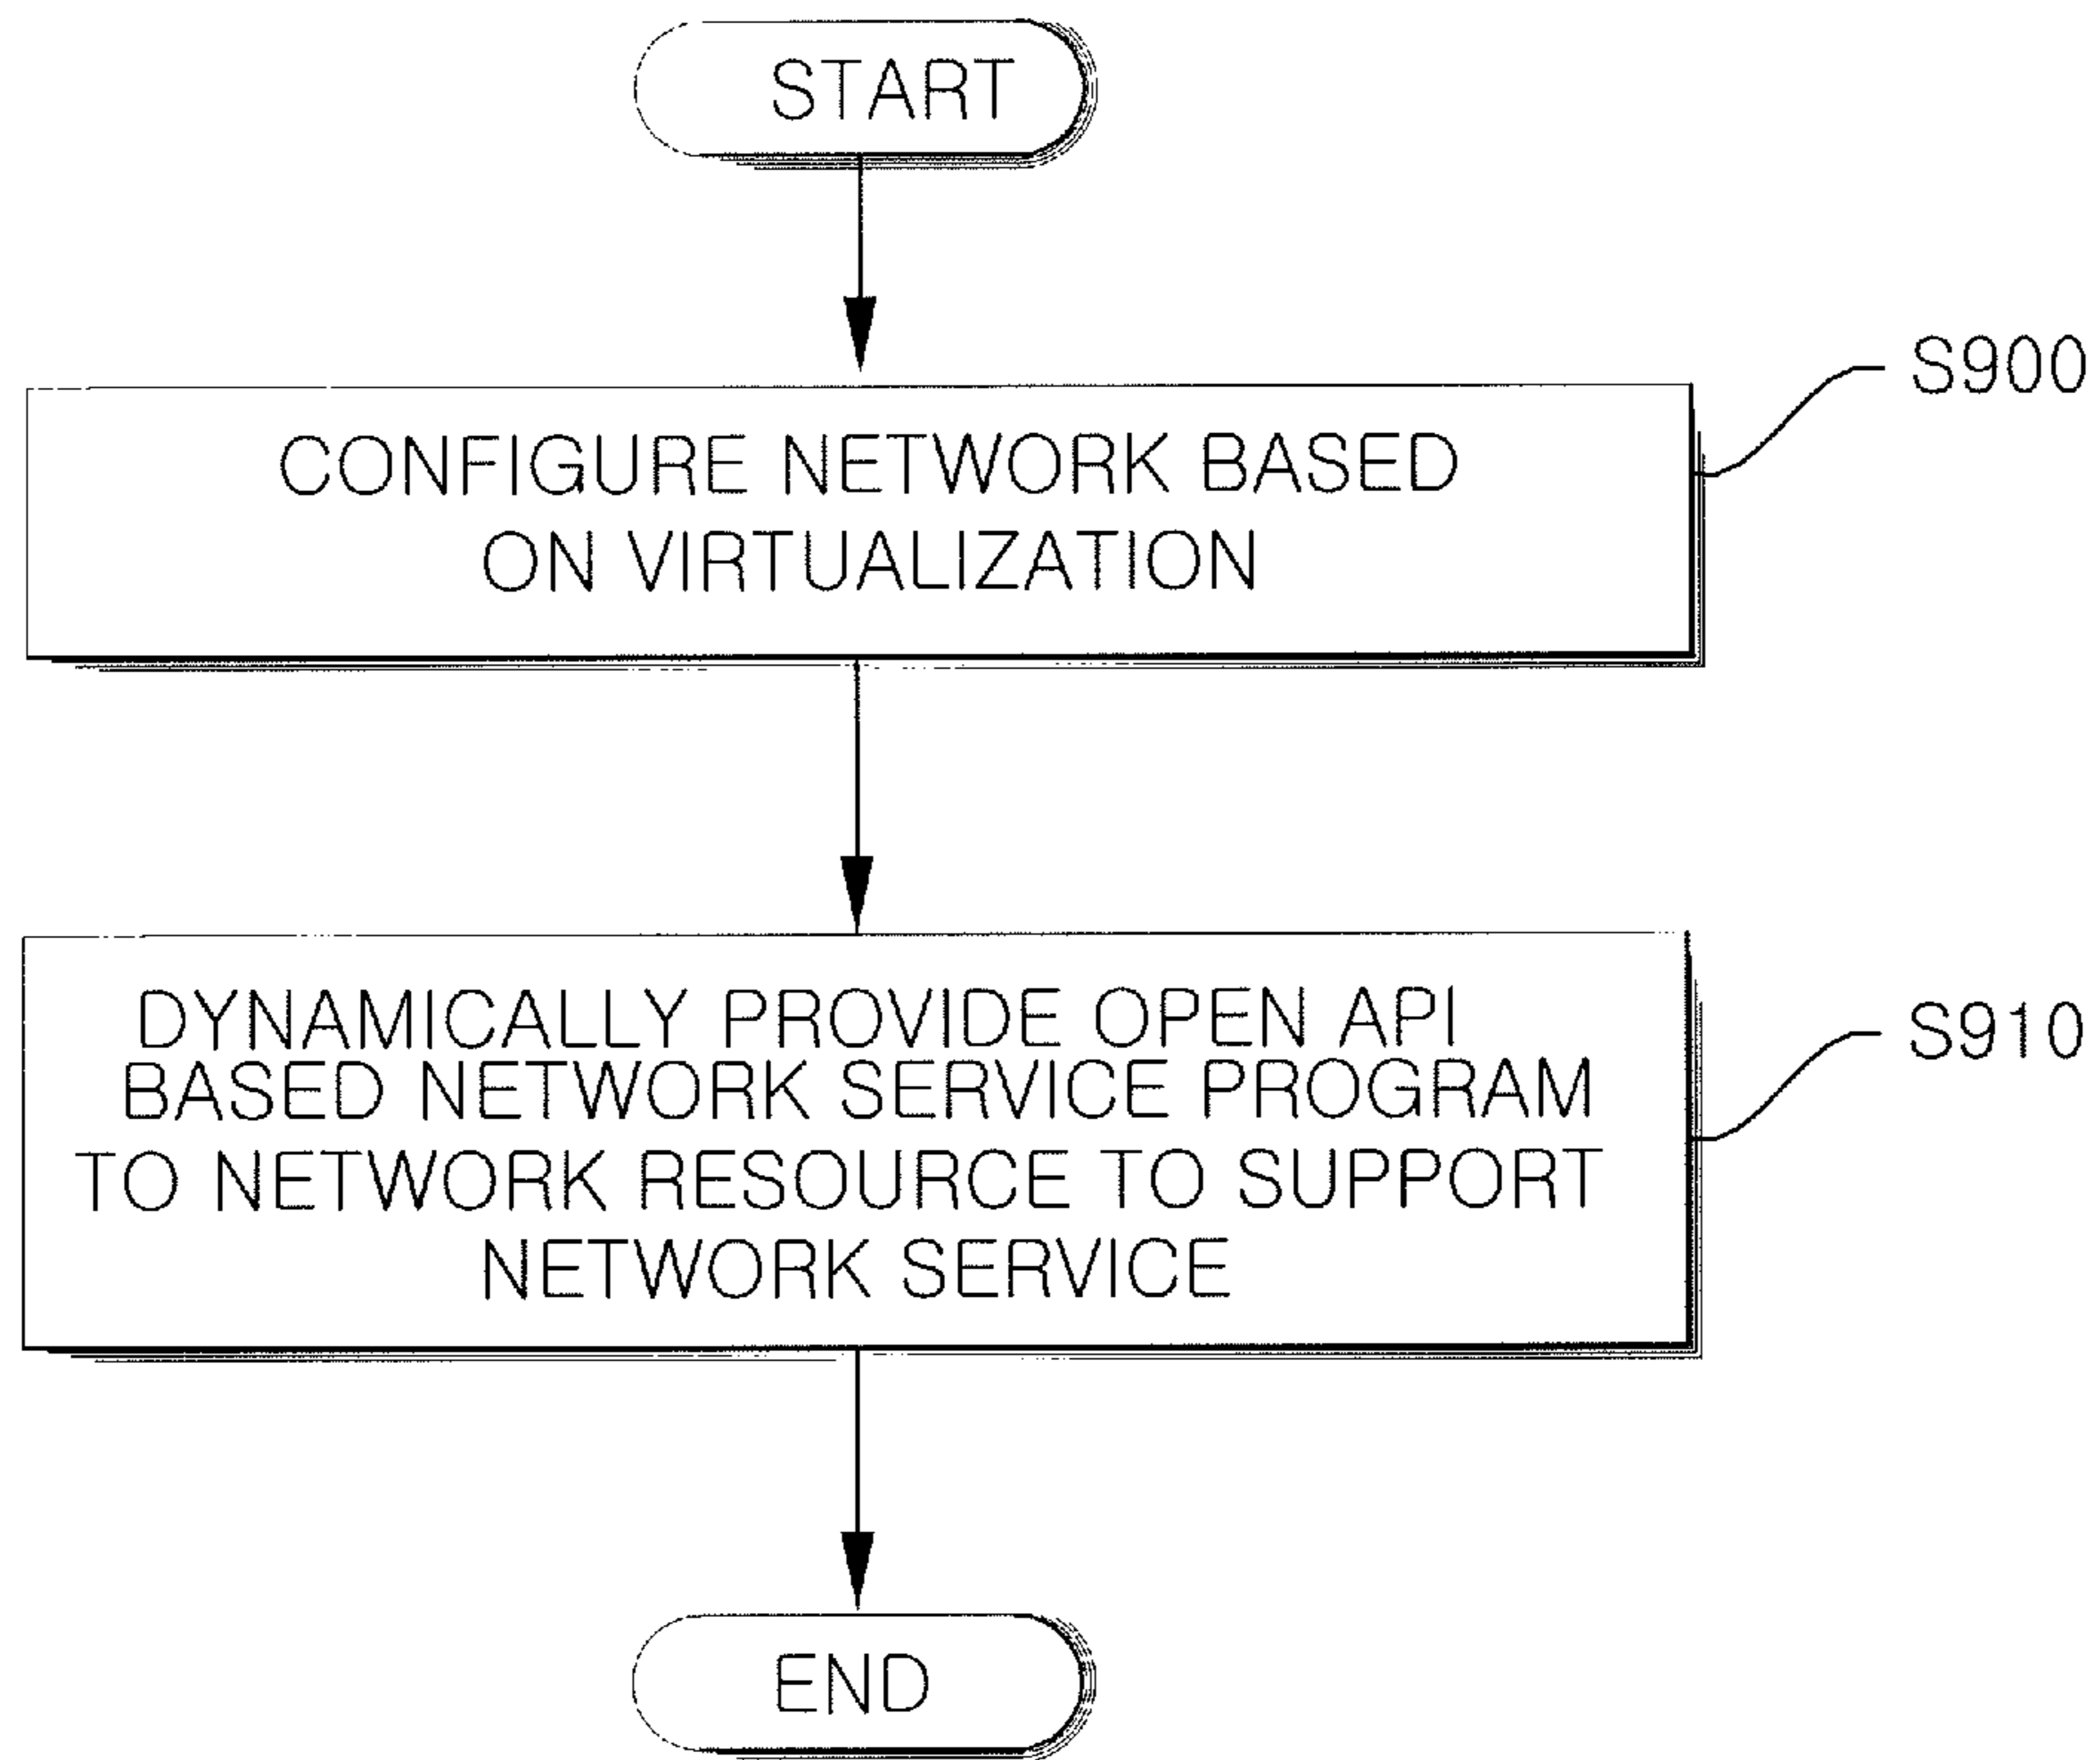 START
S900
CONFIGURE NETWORK BASED
ON VIRTUALIZATION
DYNAMICALLY PROVIDE OPEN API
BASED NETWORK SERVICE PROGRAM
TO NETWORK RESOURCE TO SUPPORT
NETWORK SERVICE
S910
END